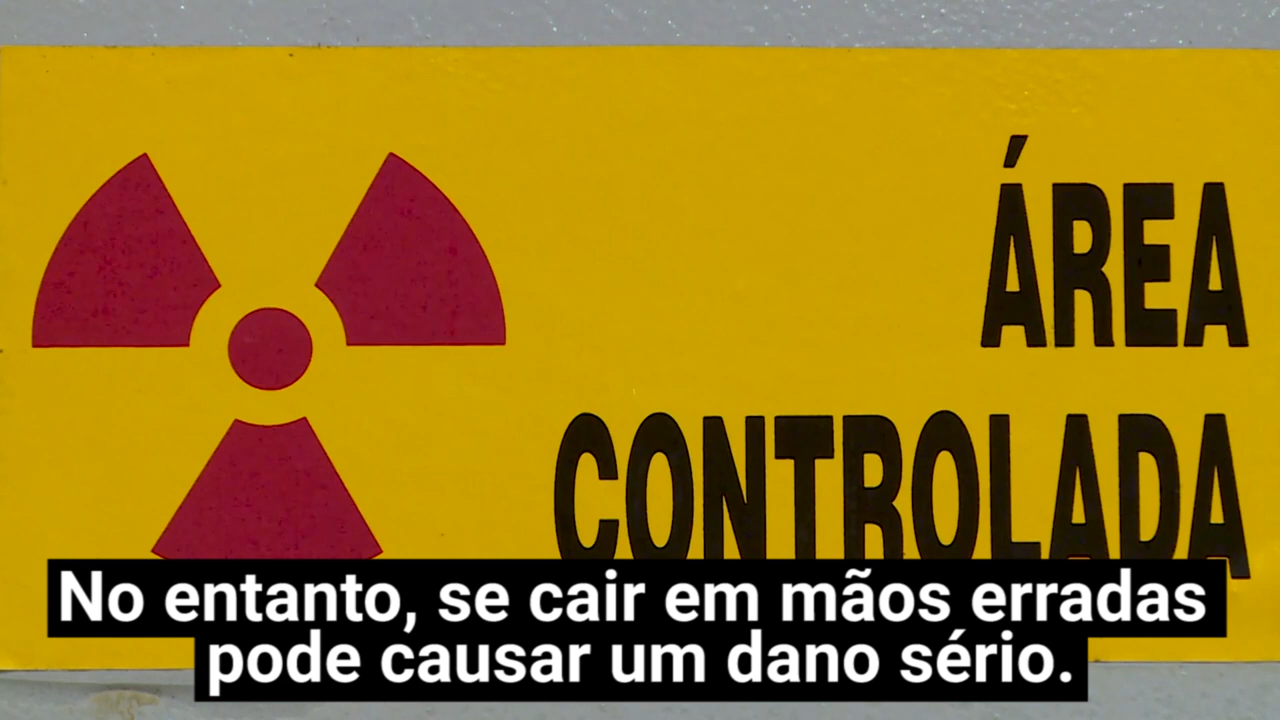 ÁREA
CONTROLADA
No entanto, se cair em mãos erradas
pode causar um dano sério.